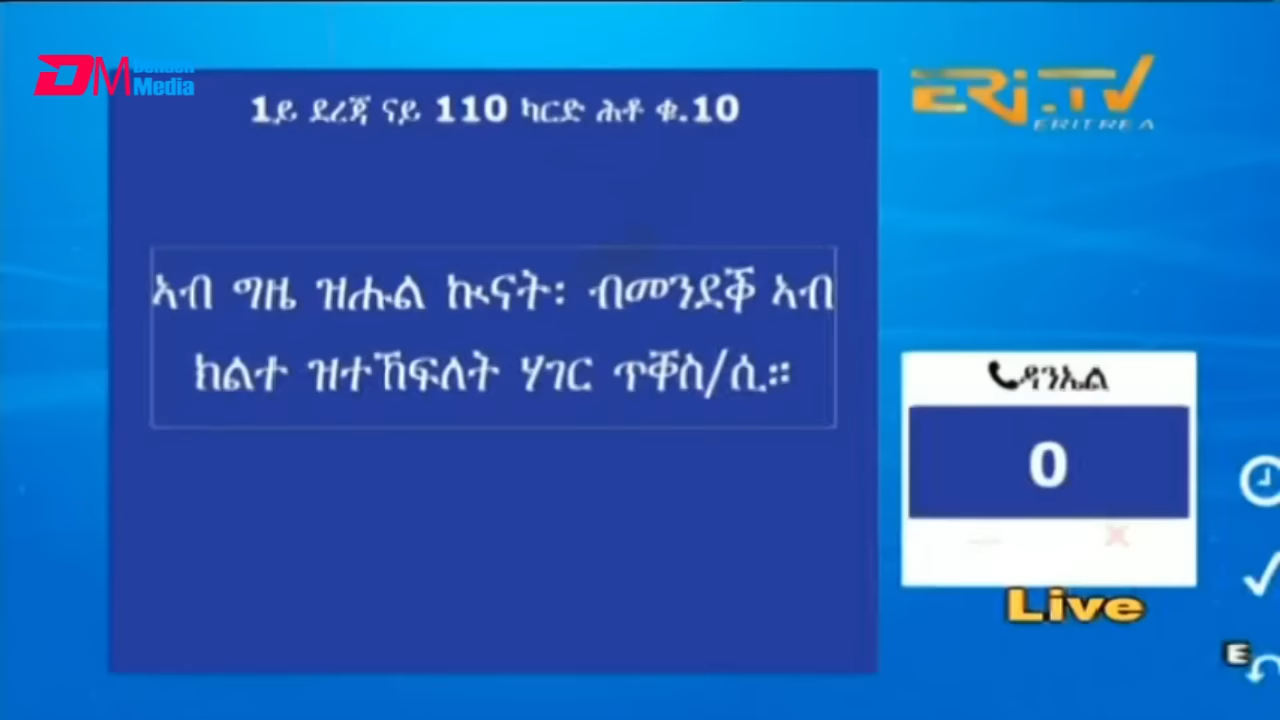 DM
Media
ERi.TV
ERITREA
1ይ ደረጃ ናይ 110 ካርድ ሕቶ ቁ.10
ኣብ ግዜ ዝሑል ኲናት፡ ብመንደቕ ኣብ
ክልተ ዝተኸፍለት ሃገር ጥቐስ/ሲ።
ዳንኤል
0
Live
E